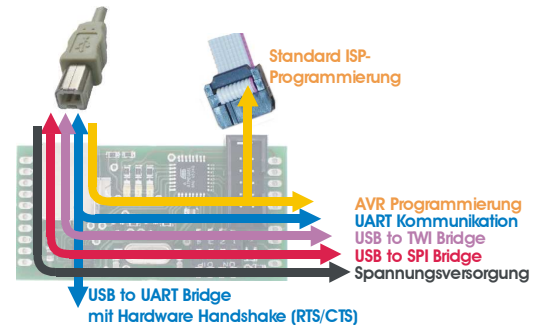 Standard ISP-
Programmierung
AVR Programmierung
UART Kommunikation
USB to TWI Bridge
USB to SPI Bridge
Spannungsversorgung
USB to UART Bridge
mit Hardware Handshake (RTS/CTS)